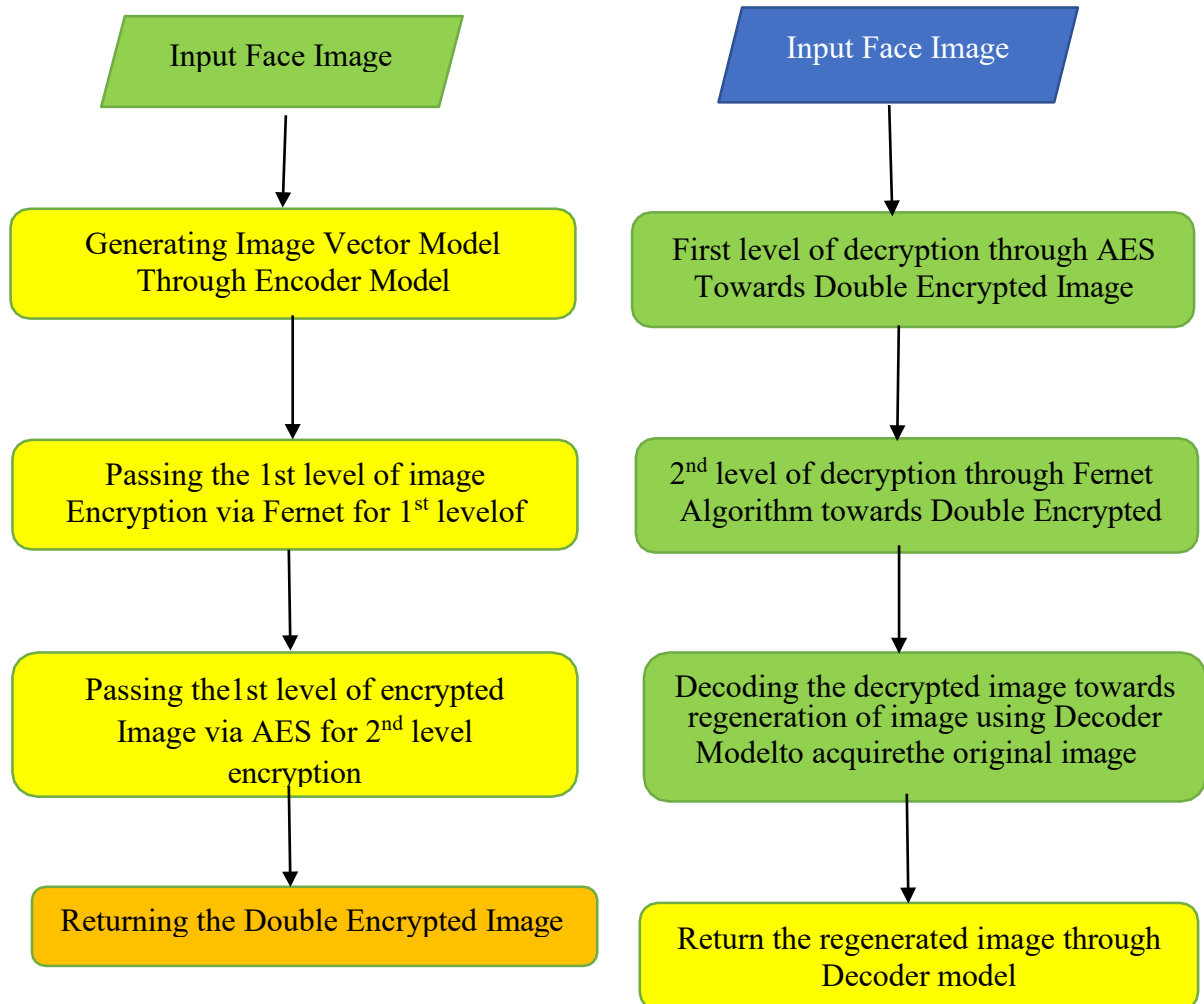 Input Face Image
Generating Image Vector Model
Through Encoder Model
Passing the 1st level of image
Encryption via Fernet for 1st levelof
Passing the1st level of encrypted
Image via AES for 2nd level
encryption
Returning the Double Encrypted Image
Input Face Image
First level of decryption through AES
Towards Double Encrypted Image
2nd level of decryption through Fernet
Algorithm towards Double Encrypted
Decoding the decrypted image towards
regeneration of image using Decoder
Modelto acquirethe original image
Return the regenerated image through
Decoder model